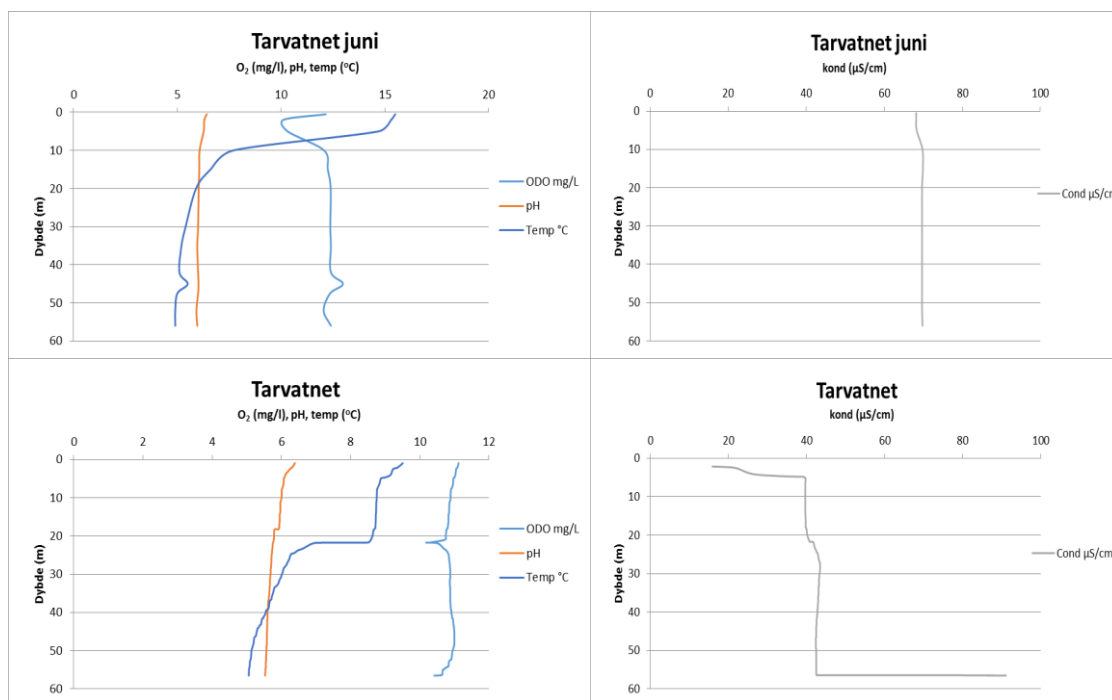 Tarvatnet juni
O₂ (mg/l), pH, temp (°C)
0 5 10 15 20
0
10
20
30
40
50
60
Dybde (m)
ODO mg/L
pH
Temp °C
Tarvatnet juni
kond (µS/cm)
0 20 40 60 80 100
0
10
20
30
40
50
60
Dybde (m)
Cond µS/cm
Tarvatnet
O₂ (mg/l), pH, temp (°C)
0 2 4 6 8 10 12
0
10
20
30
40
50
60
Dybde (m)
ODO mg/L
pH
Temp °C
Tarvatnet
kond (µS/cm)
0 20 40 60 80 100
0
10
20
30
40
50
60
Dybde (m)
Cond µS/cm